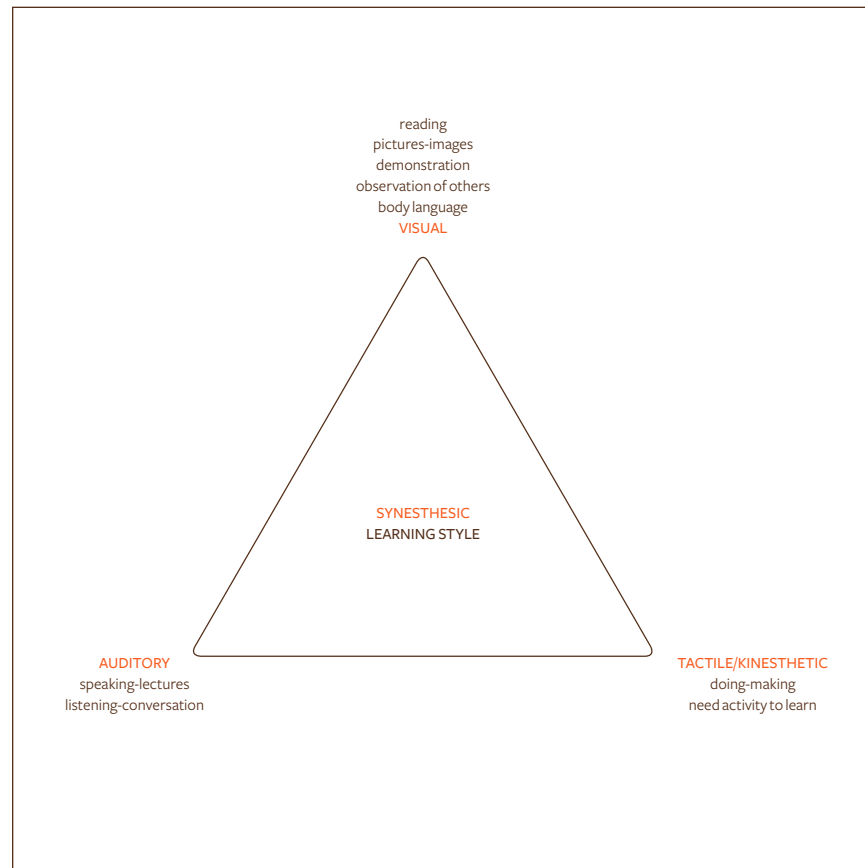 reading
pictures-images
demonstration
observation of others
body language
VISUAL
SYNESTHESIC
LEARNING STYLE
AUDITORY
speaking-lectures
listening-conversation
TACTILE/KINESTHETIC
doing-making
need activity to learn